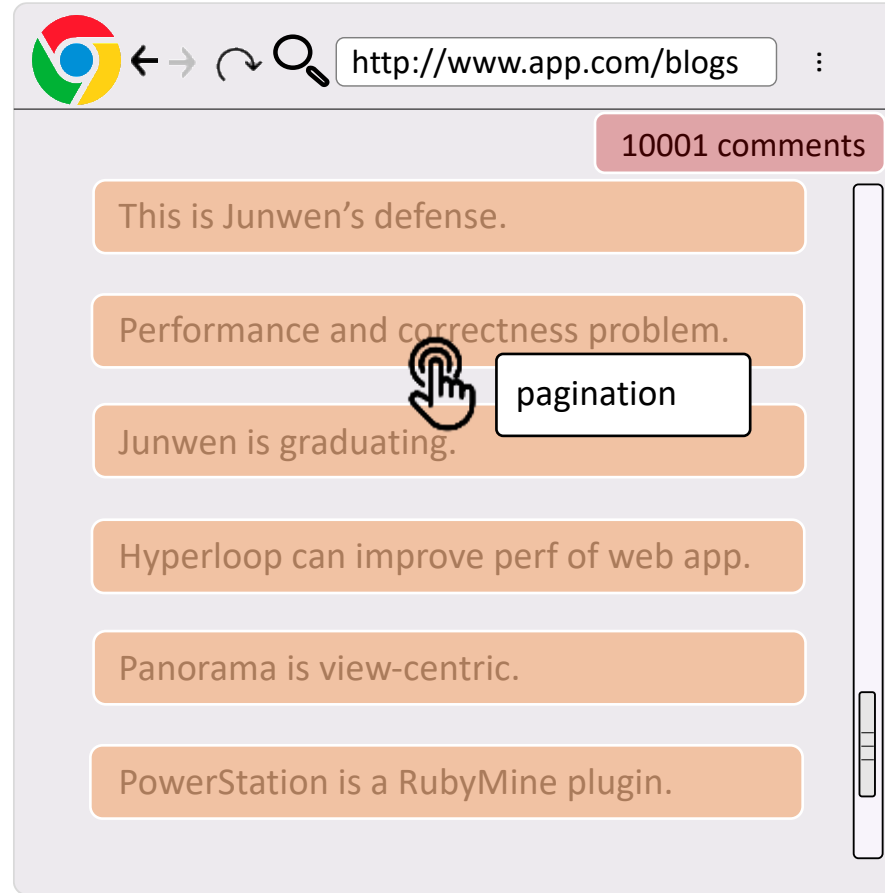 http://www.app.com/blogs
10001 comments
This is Junwen’s defense.
Performance and correctness problem.
pagination
Junwen is graduating.
Hyperloop can improve perf of web app.
Panorama is view-centric.
PowerStation is a RubyMine plugin.